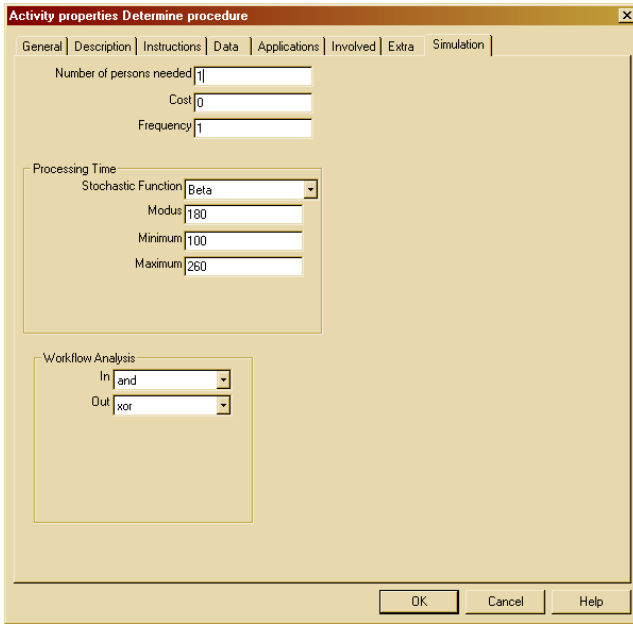 Activity properties Determine procedure
General Description Instructions Data Applications Involved Extra Simulation
Number of persons needed 1
Cost 0
Frequency 1
Processing Time
Stochastic Function Beta
Modus 180
Minimum 100
Maximum 260
Workflow Analysis
In and
Out xor
OK Cancel Help